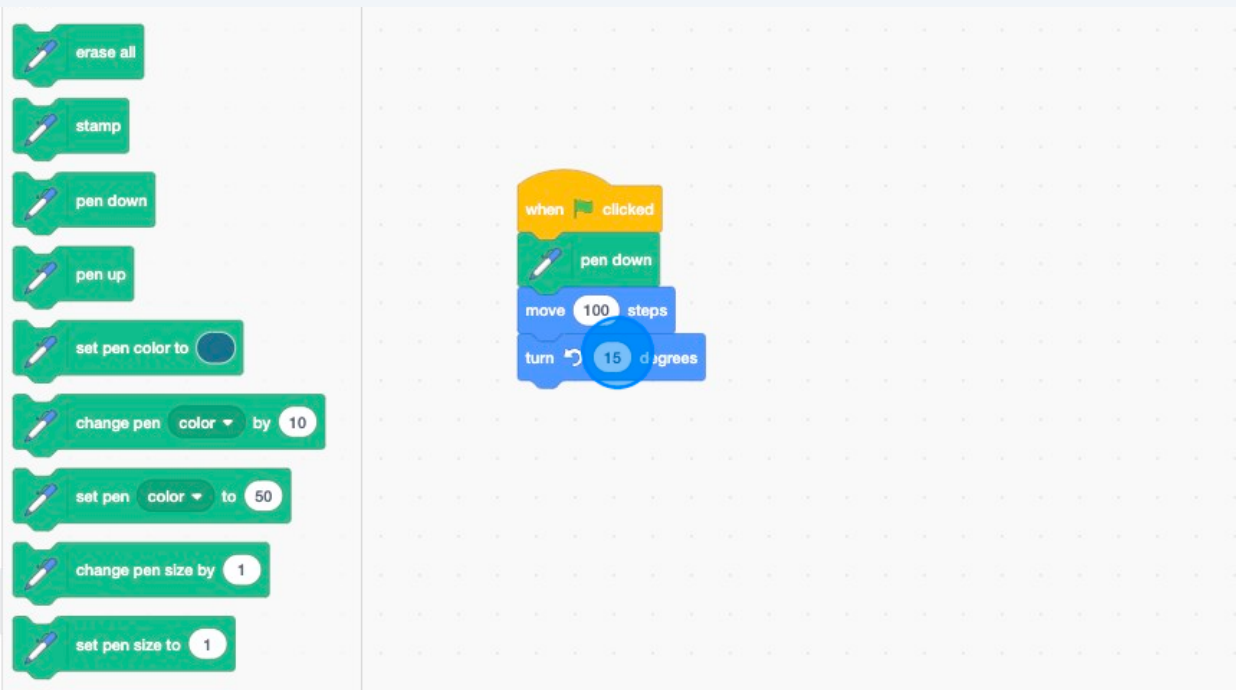 erase all
stamp
pen down
pen up
set pen color to
change pen color by 10
set pen color to 50
change pen size by 1
set pen size to 1
when clicked
pen down
move 100 steps
turn 15 degrees